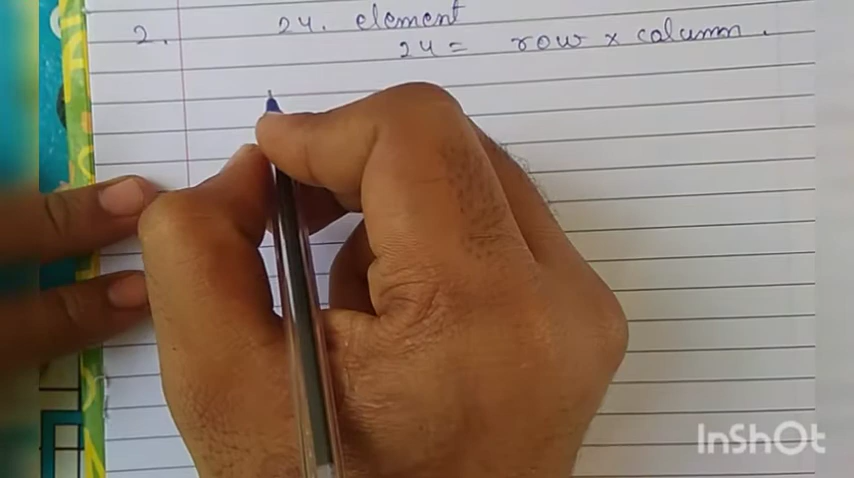 2. 24. element
24 = row x column.
InShOt